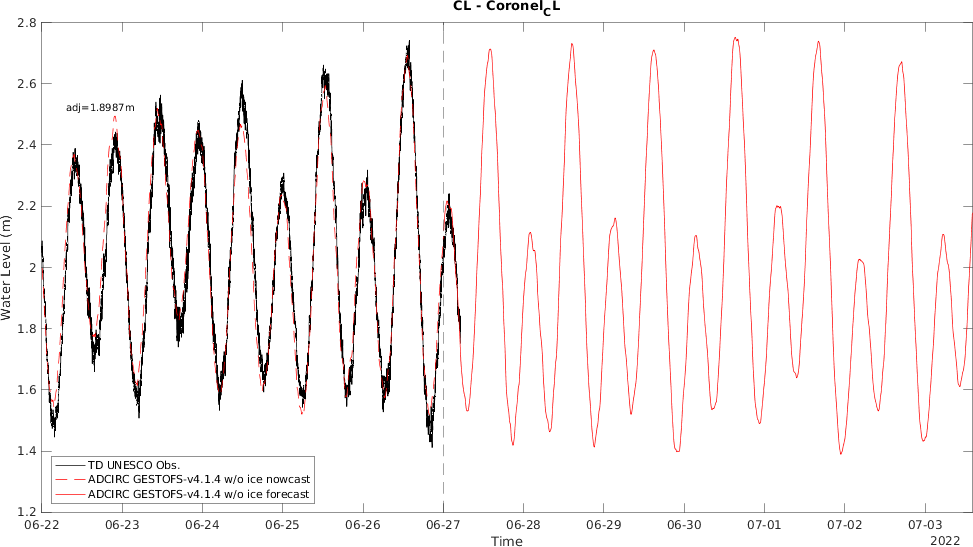 CL - Coronel_CL
2.8
2.6
adj=1.8987m
2.4
2.2
2
1.8
1.6
1.4
1.2
Water Level (m)
TD UNESCO Obs.
ADCIRC GESTOFS-v4.1.4 w/o ice nowcast
ADCIRC GESTOFS-v4.1.4 w/o ice forecast
06-22 06-23 06-24 06-25 06-26 06-27 06-28 06-29 06-30 07-01 07-02 07-03
Time
2022